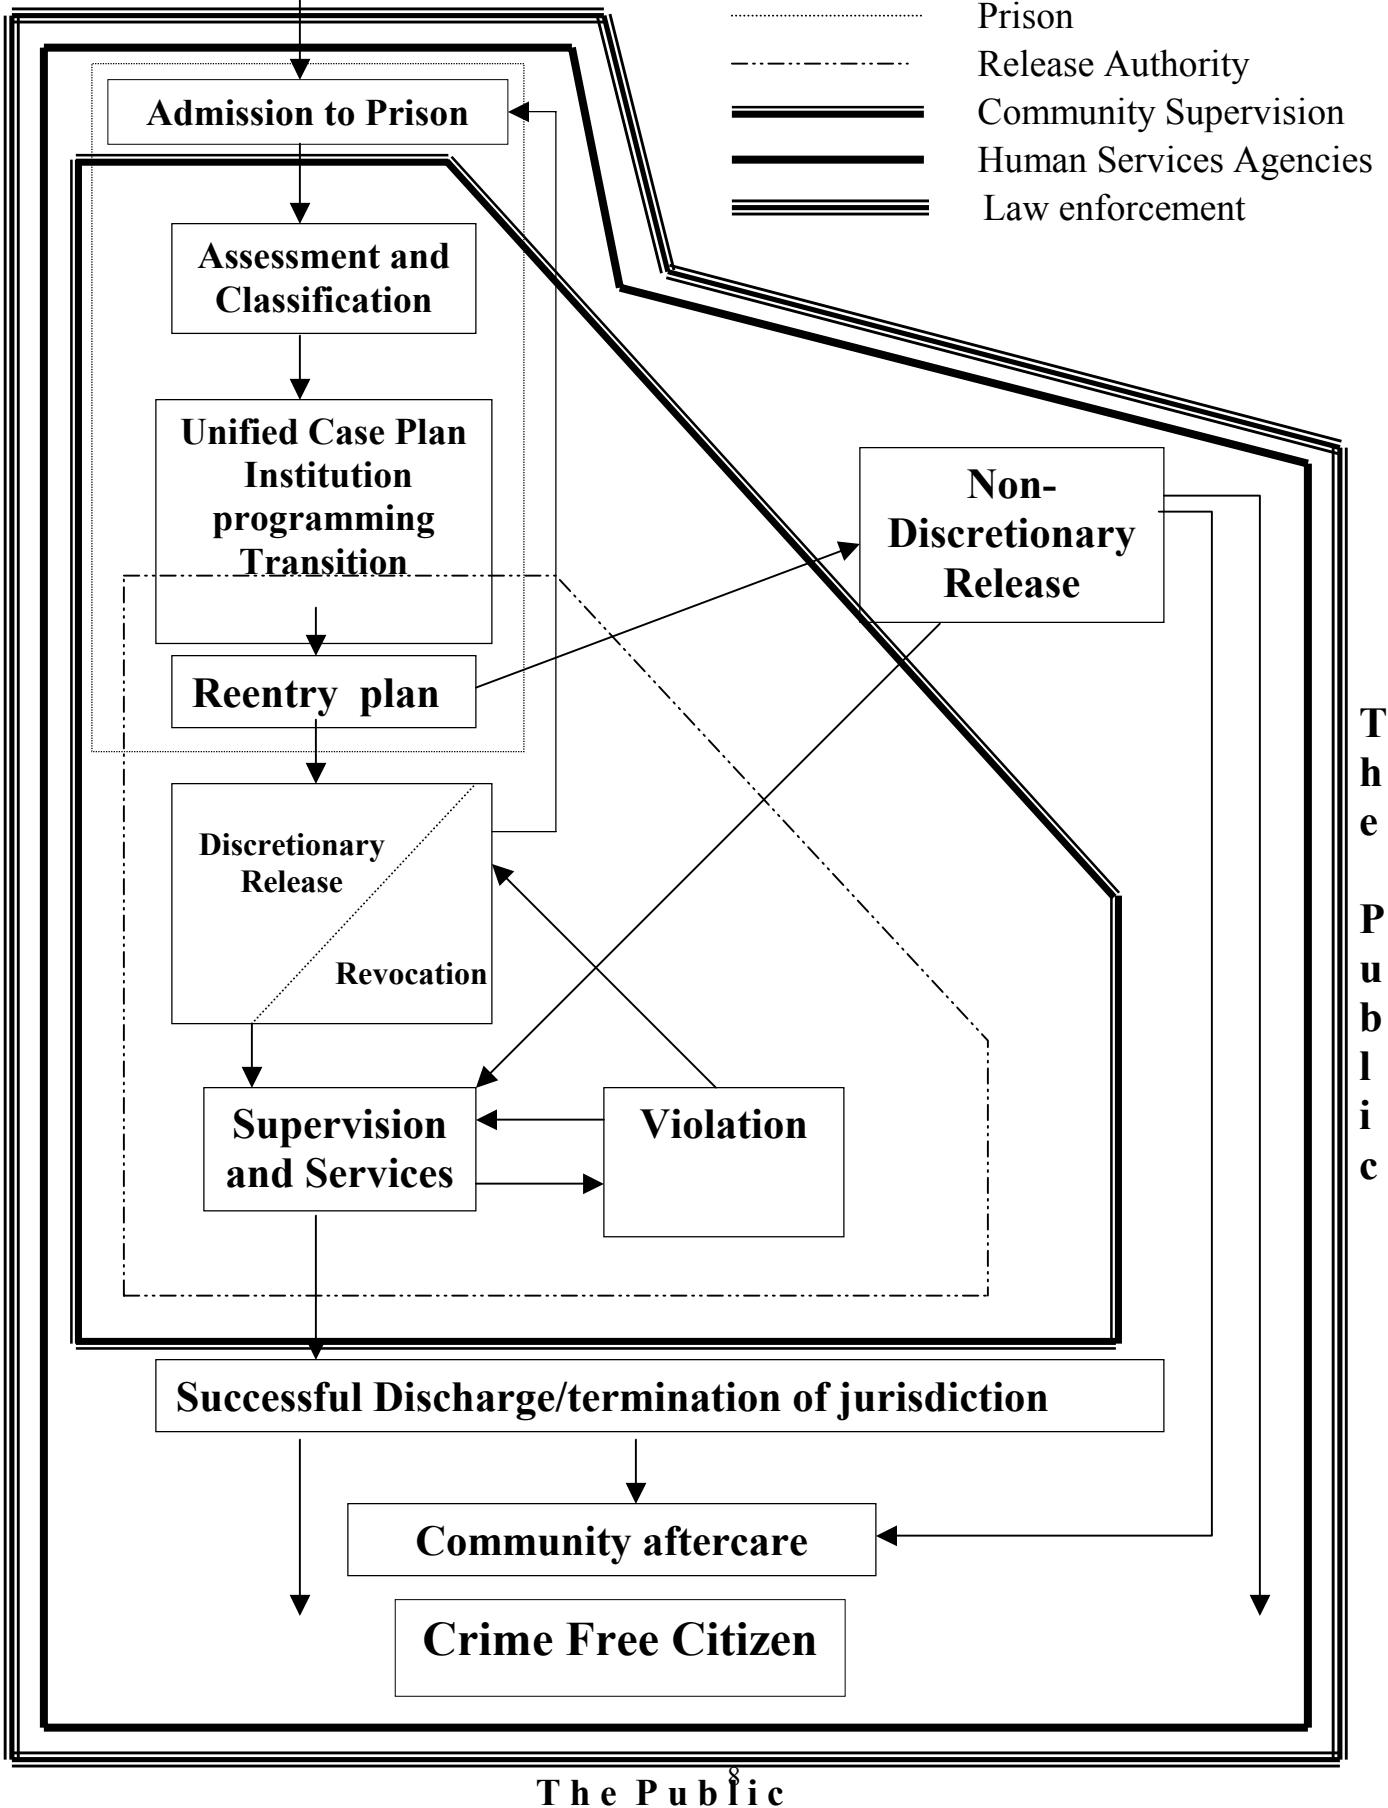 Prison
Release Authority
Community Supervision
Human Services Agencies
Law enforcement
Admission to Prison
Assessment and
Classification
Unified Case Plan
Institution
programming
Transition
Non-
Discretionary
Release
Reentry plan
Discretionary
Release
Revocation
Supervision
and Services
Violation
Successful Discharge/termination of jurisdiction
Community aftercare
Crime Free Citizen
The Public
8
The Public